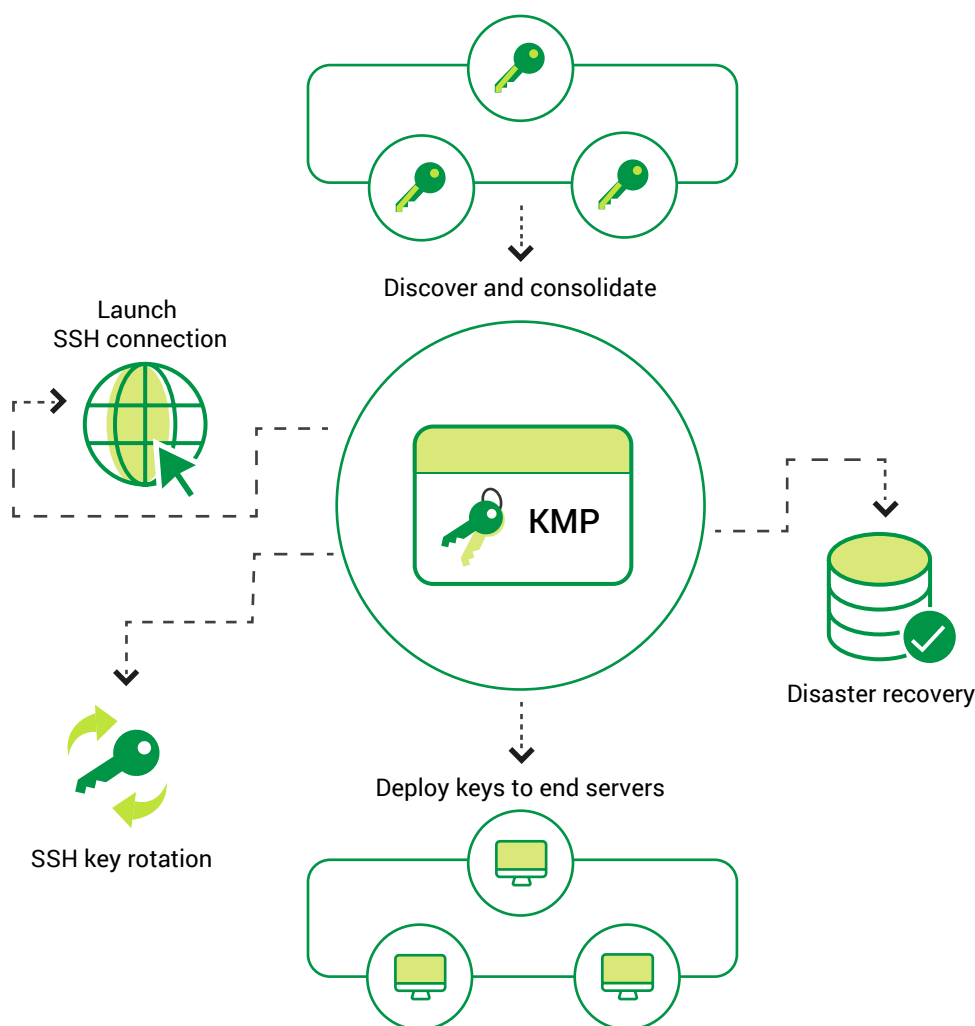 Discover and consolidate
Launch
SSH connection
KMP
Disaster recovery
Deploy keys to end servers
SSH key rotation